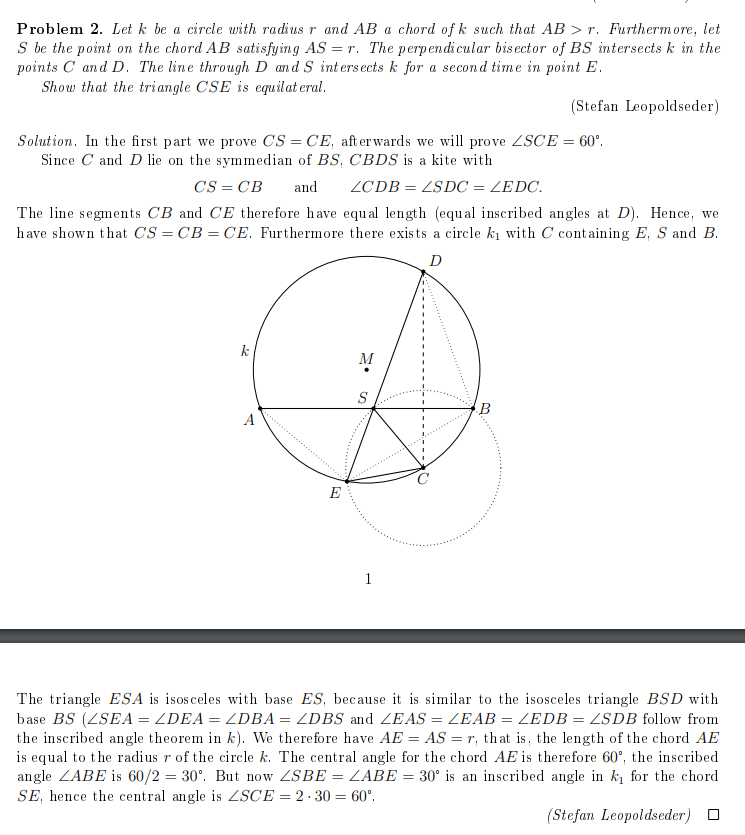 Problem 2. Let k be a circle with radius r and AB a chord of k such that AB > r. Furthermore, let
S be the point on the chord AB satisfying AS = r. The perpendicular bisector of BS intersects k in the
points C and D. The line through D and S intersects k for a second time in point E.
Show that the triangle CSE is equilateral.
(Stefan Leopoldseder)
Solution. In the first part we prove CS = CE, afterwards we will prove ∠SCE = 60°.
Since C and D lie on the symmedian of BS, CBDS is a kite with
CS = CB and ∠CDB = ∠SDC = ∠EDC.
The line segments CB and CE therefore have equal length (equal inscribed angles at D). Hence, we
have shown that CS = CB = CE. Furthermore there exists a circle k₁ with C containing E, S and B.
D
k
M
S
A
B
C
E
1
The triangle ESA is isosceles with base ES, because it is similar to the isosceles triangle BSD with
base BS (∠SEA = ∠DEA = ∠DBA = ∠DBS and ∠EAS = ∠EAB = ∠EDB = ∠SDB follow from
the inscribed angle theorem in k). We therefore have AE = AS = r, that is, the length of the chord AE
is equal to the radius r of the circle k. The central angle for the chord AE is therefore 60°, the inscribed
angle ∠ABE is 60/2 = 30°. But now ∠SBE = ∠ABE = 30° is an inscribed angle in k₁ for the chord
SE, hence the central angle is ∠SCE = 2 · 30 = 60°.
(Stefan Leopoldseder) □